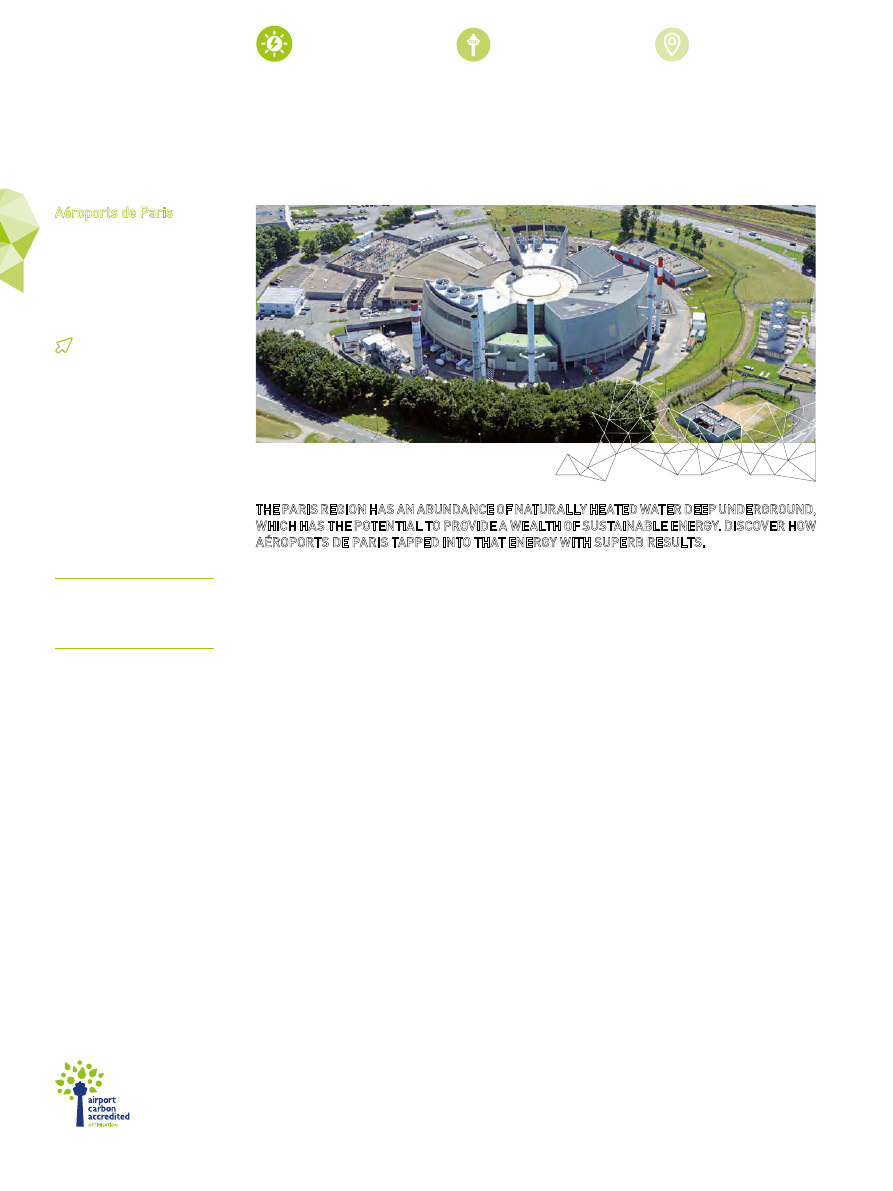 Aéroports de Paris
THE PARIS REGION HAS AN ABUNDANCE OF NATURALLY HEATED WATER DEEP UNDERGROUND,
WHICH HAS THE POTENTIAL TO PROVIDE A WEALTH OF SUSTAINABLE ENERGY. DISCOVER HOW
AÉROPORTS DE PARIS TAPPED INTO THAT ENERGY WITH SUPERB RESULTS.
airport
carbon
accredited
OPTIMISATION